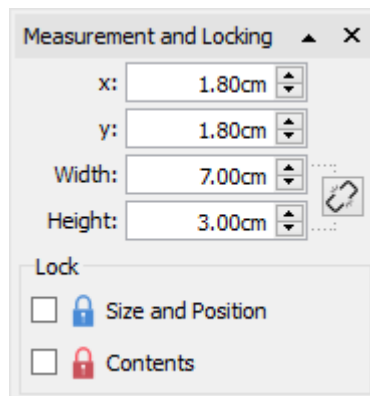 Measurement and Locking
x: 1.80cm
y: 1.80cm
Width: 7.00cm
Height: 3.00cm
Lock
Size and Position
Contents